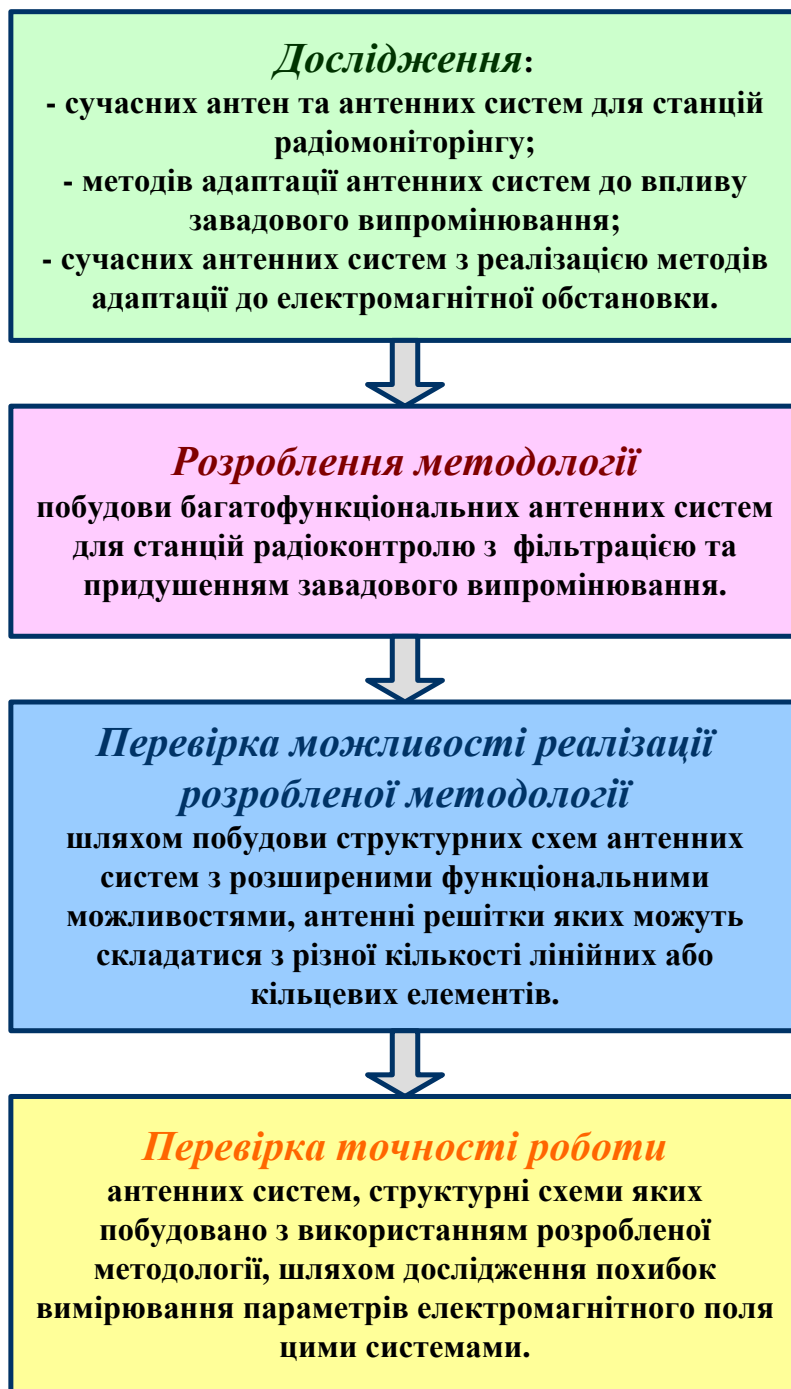 Дослідження:
- сучасних антен та антенних систем для станцій
радіомоніторінгу;
- методів адаптації антенних систем до впливу
завадового випромінювання;
- сучасних антенних систем з реалізацією методів
адаптації до електромагнітної обстановки.
Розроблення методології
побудови багатофункціональних антенних систем
для станцій радіоконтролю з фільтрацією та
придушенням завадового випромінювання.
Перевірка можливості реалізації
розробленої методології
шляхом побудови структурних схем антенних
систем з розширеними функціональними
можливостями, антенні решітки яких можуть
складатися з різної кількості лінійних або
кільцевих елементів.
Перевірка точності роботи
антенних систем, структурні схеми яких
побудовано з використанням розробленої
методології, шляхом дослідження похибок
вимірювання параметрів електромагнітного поля
цими системами.